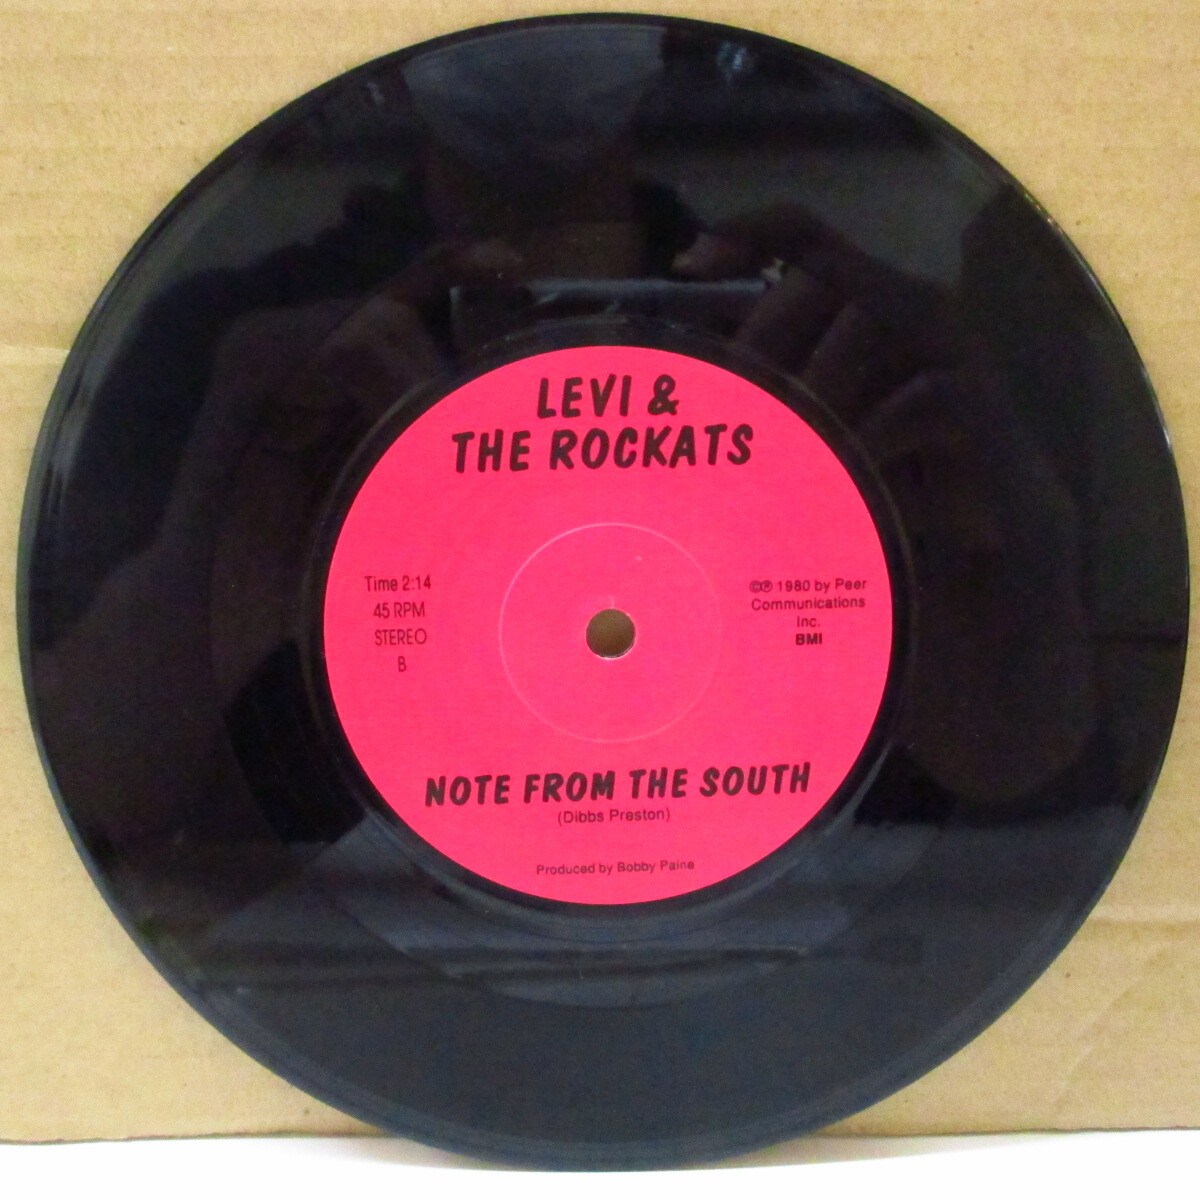 LEVI &
THE ROCKATS
Time 2:14
45 RPM
STEREO
B
©℗ 1980 by Peer
Communications
Inc.
BMI
NOTE FROM THE SOUTH
(Dibbs Preston)
Produced by Bobby Paine